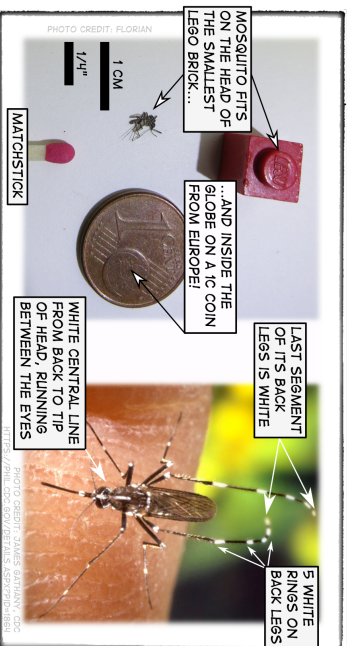 PHOTO CREDIT: FLORIAN
1 CM
1/4"
MOSQUITO FITS
ON THE HEAD OF
THE SMALLEST
LEGO BRICK...
...AND INSIDE THE
GLOBE ON A 1C COIN
FROM EUROPE!
MATCHSTICK
LAST SEGMENT
OF ITS BACK
LEGS IS WHITE
5 WHITE
RINGS ON
BACK LEGS
WHITE CENTRAL LINE
FROM BACK TO TIP
OF HEAD, RUNNING
BETWEEN THE EYES
PHOTO CREDIT: JAMES GATHANY, CDC
HTTPS://PHIL.CDC.GOV/DETAILS.ASPX?PID=1864